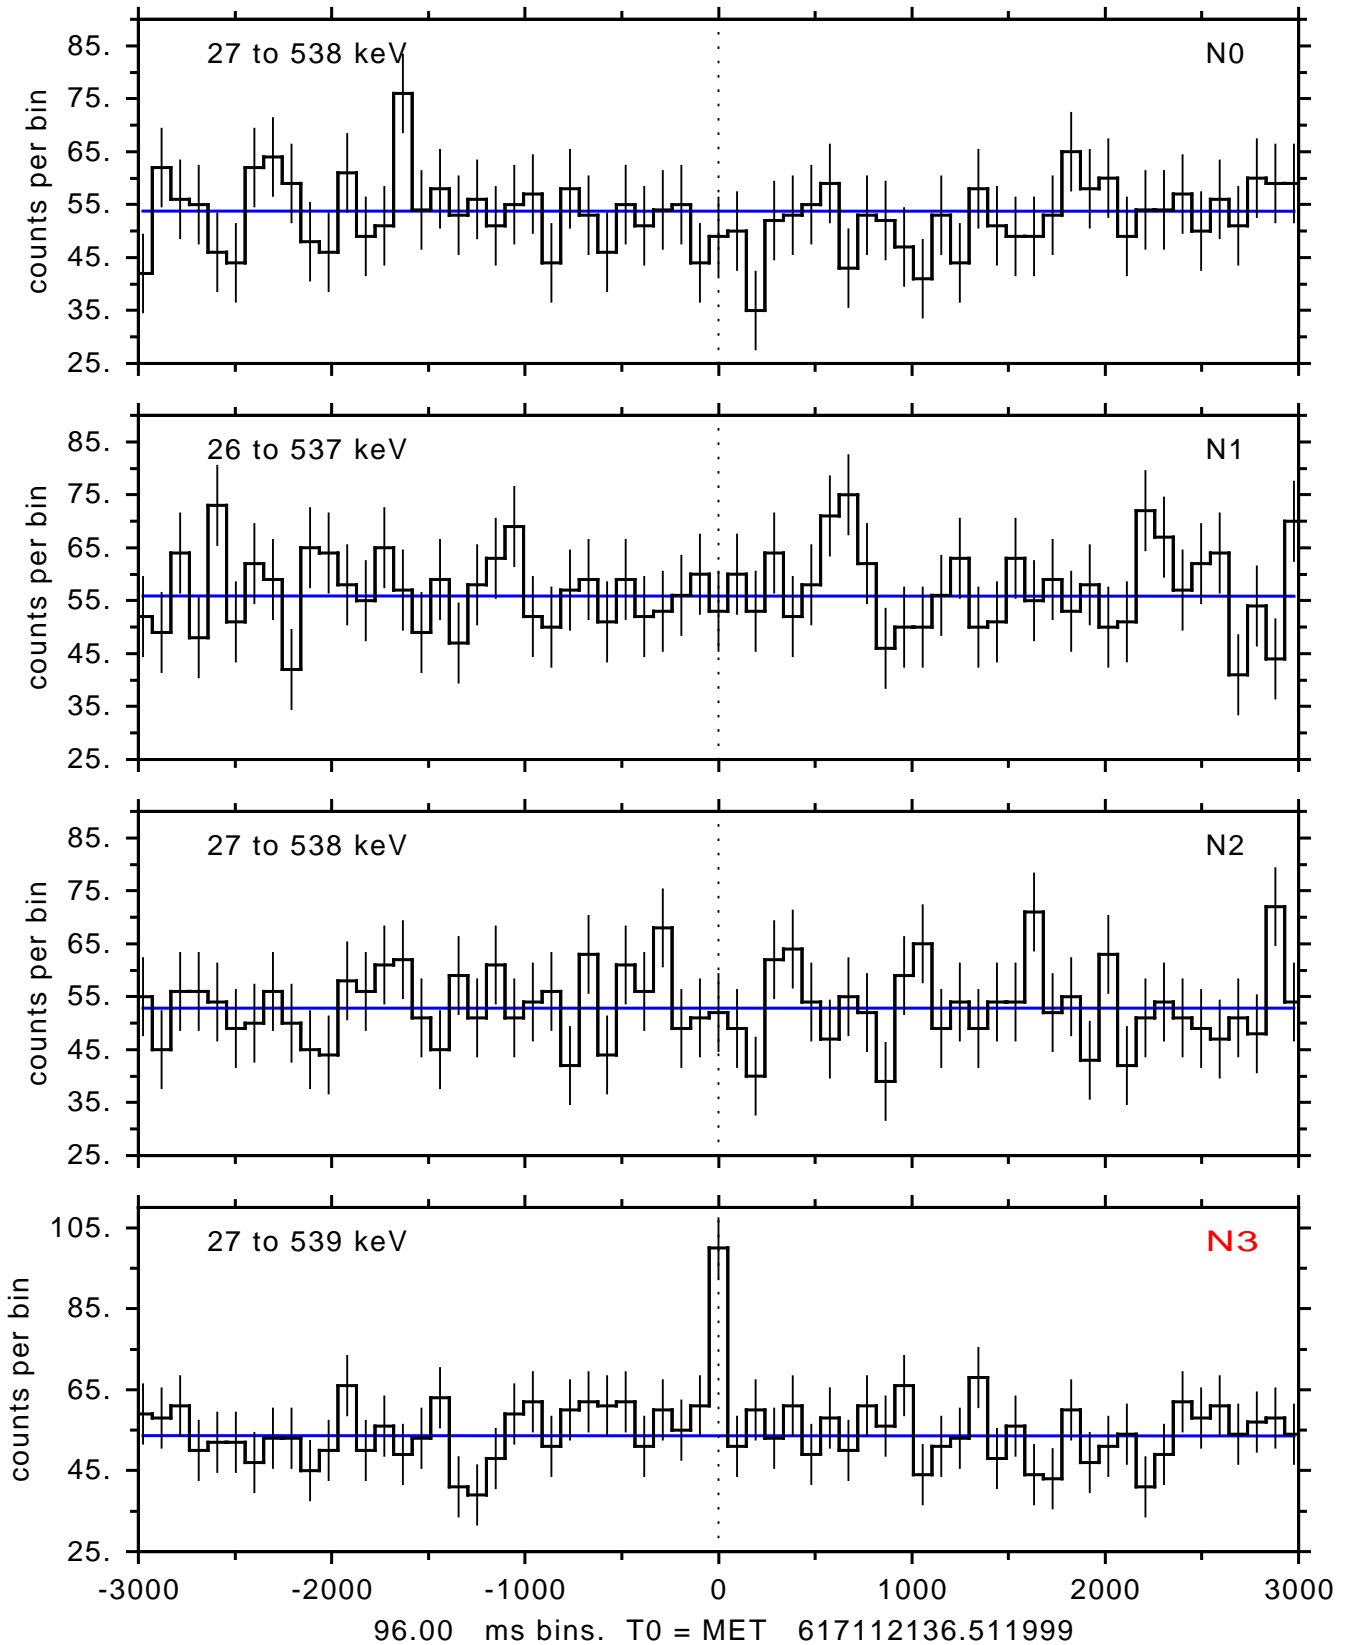 85.
75.
65.
55.
45.
35.
25.
counts per bin
27 to 538 keV
N0
85.
75.
65.
55.
45.
35.
25.
counts per bin
26 to 537 keV
N1
85.
75.
65.
55.
45.
35.
25.
counts per bin
27 to 538 keV
N2
105.
85.
65.
45.
25.
counts per bin
27 to 539 keV
N3
-3000 -2000 -1000 0 1000 2000 3000
96.00 ms bins. T0 = MET 617112136.511999